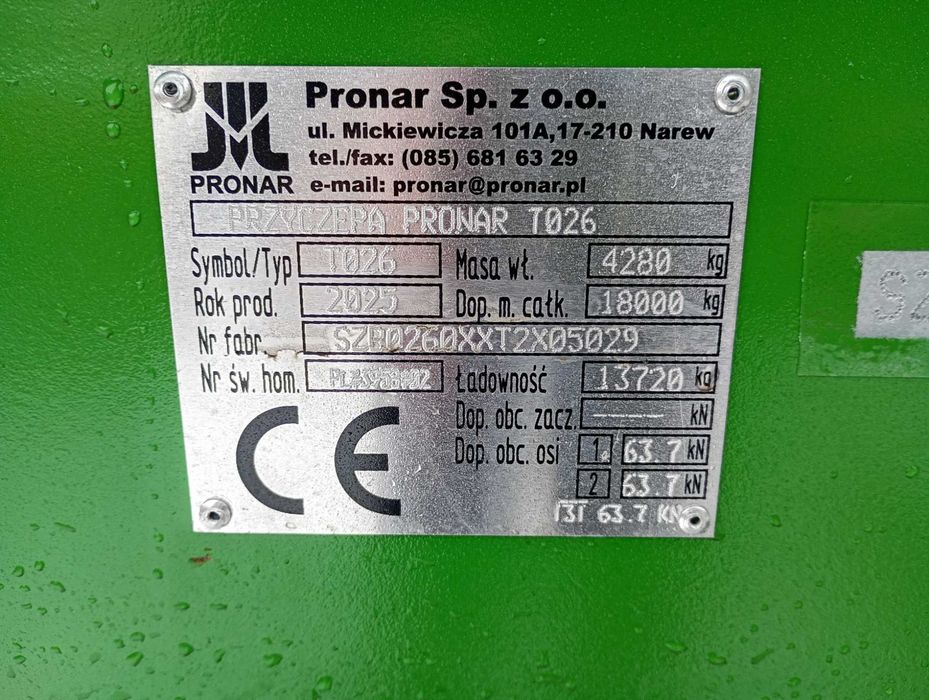 Pronar Sp. z o.o.
ul. Mickiewicza 101A,17-210 Narew
tel./fax: (085) 681 63 29
PRONAR e-mail: pronar@pronar.pl
PRZYCZEPA PRONAR T026
Symbol/Typ T026 Masa wł. 4280 kg
Rok prod. 2025 Dop. m. całk. 18000 kg
Nr fabr. SZB0260XXT2X05029
Nr św. hom. Ładowność 13720 kg
Dop. obc. zacz. ------ kN
Dop. obc. osi 1 63.7 kN
2 63.7 kN
CE
3 63.7 KN
SZ